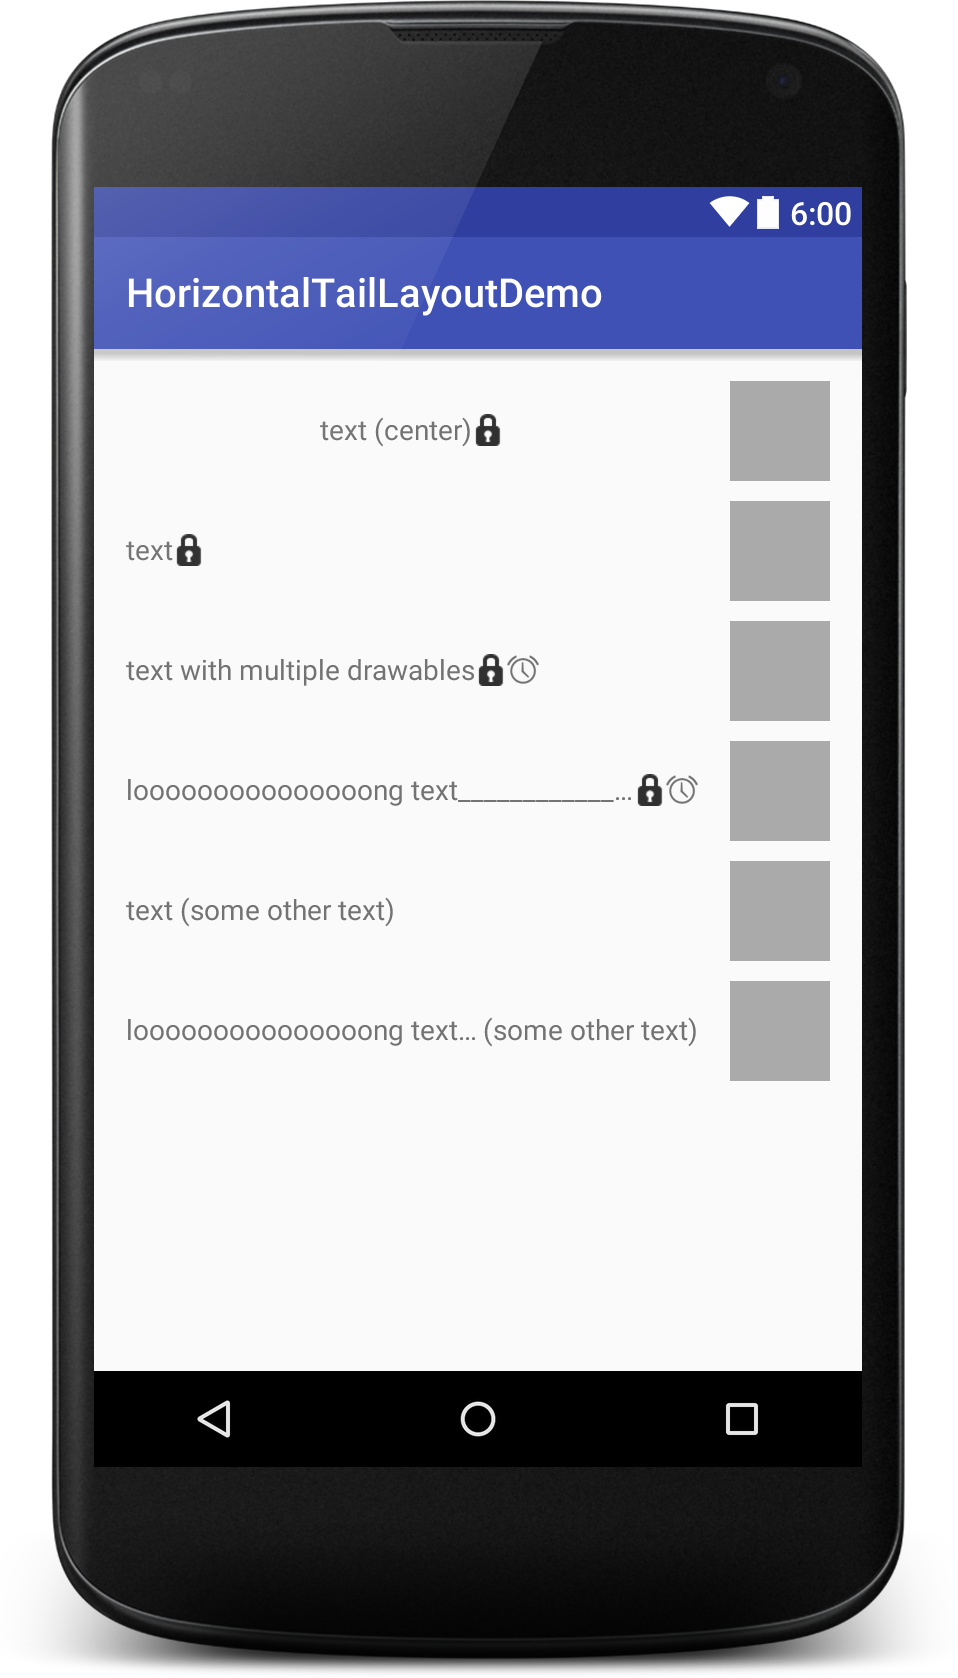 6:00
HorizontalTailLayoutDemo
text (center)
text
text with multiple drawables
looooooooooooooong text____________...
text (some other text)
looooooooooooooong text... (some other text)